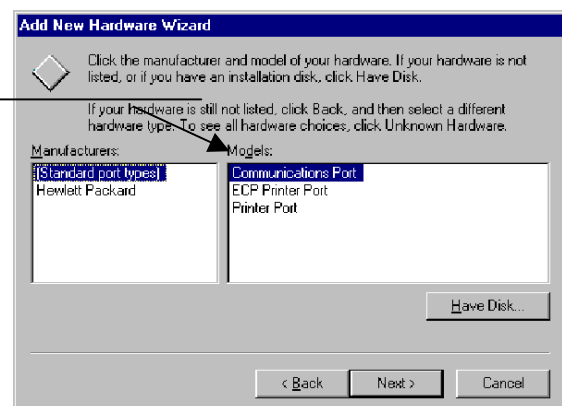 Add New Hardware Wizard
Click the manufacturer and model of your hardware. If your hardware is not
listed, or if you have an installation disk, click Have Disk.
If your hardware is still not listed, click Back, and then select a different
hardware type. To see all hardware choices, click Unknown Hardware.
Manufacturers:
(Standard port types)
Hewlett Packard
Models:
Communications Port
ECP Printer Port
Printer Port
Have Disk...
< Back
Next >
Cancel